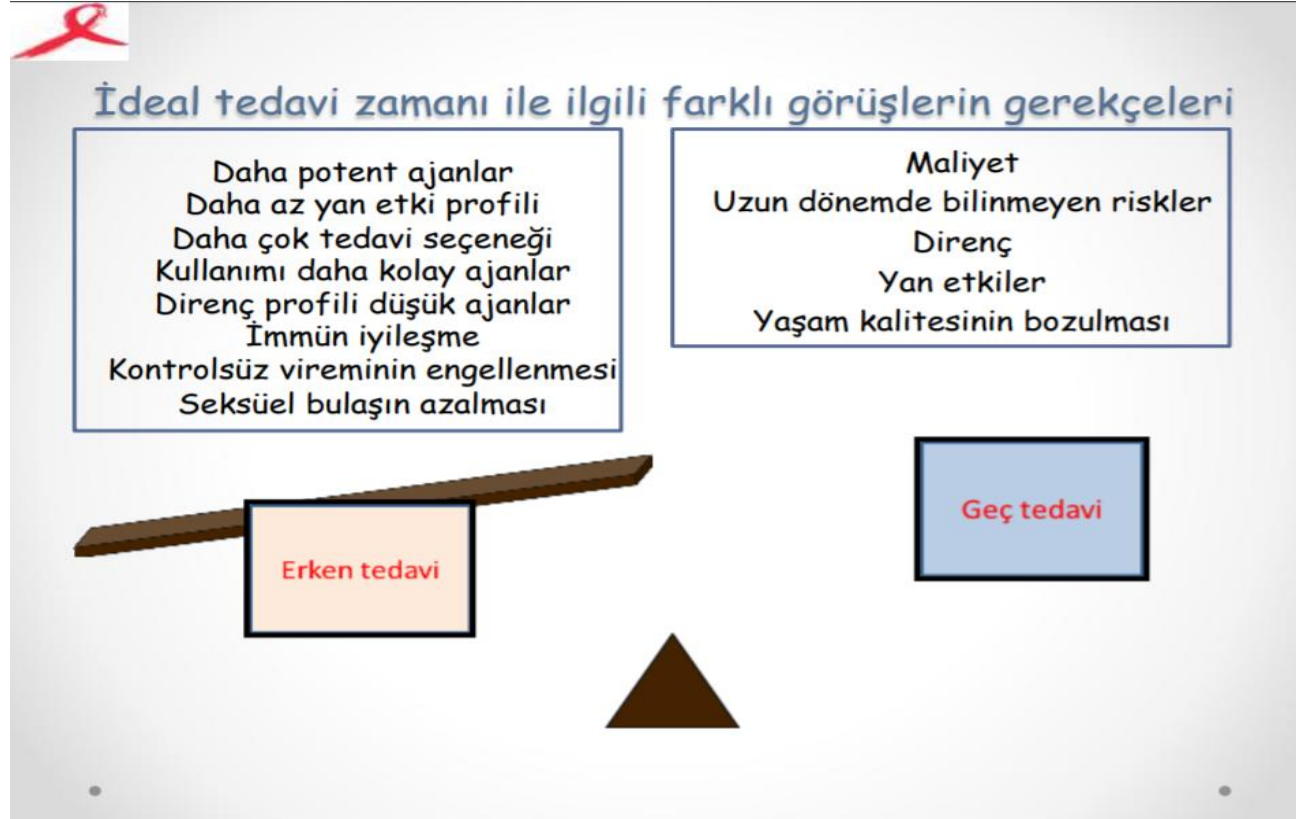 İdeal tedavi zamanı ile ilgili farklı görüşlerin gerekçeleri
Daha potent ajanlar
Daha az yan etki profili
Daha çok tedavi seçeneği
Kullanımı daha kolay ajanlar
Direnç profili düşük ajanlar
İmmün iyileşme
Kontrolsüz vireminin engellenmesi
Seksüel bulaşın azalması
Maliyet
Uzun dönemde bilinmeyen riskler
Direnç
Yan etkiler
Yaşam kalitesinin bozulması
Erken tedavi
Geç tedavi